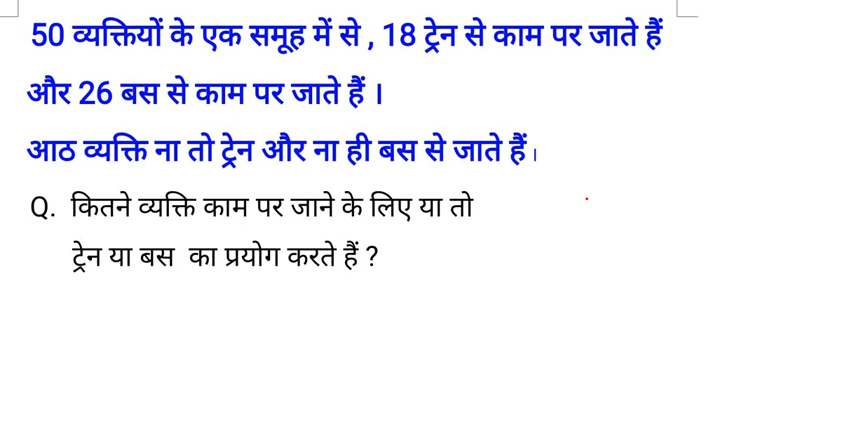 50 व्यक्तियों के एक समूह में से , 18 ट्रेन से काम पर जाते हैं
और 26 बस से काम पर जाते हैं ।
आठ व्यक्ति ना तो ट्रेन और ना ही बस से जाते हैं।
Q. कितने व्यक्ति काम पर जाने के लिए या तो
ट्रेन या बस का प्रयोग करते हैं ?